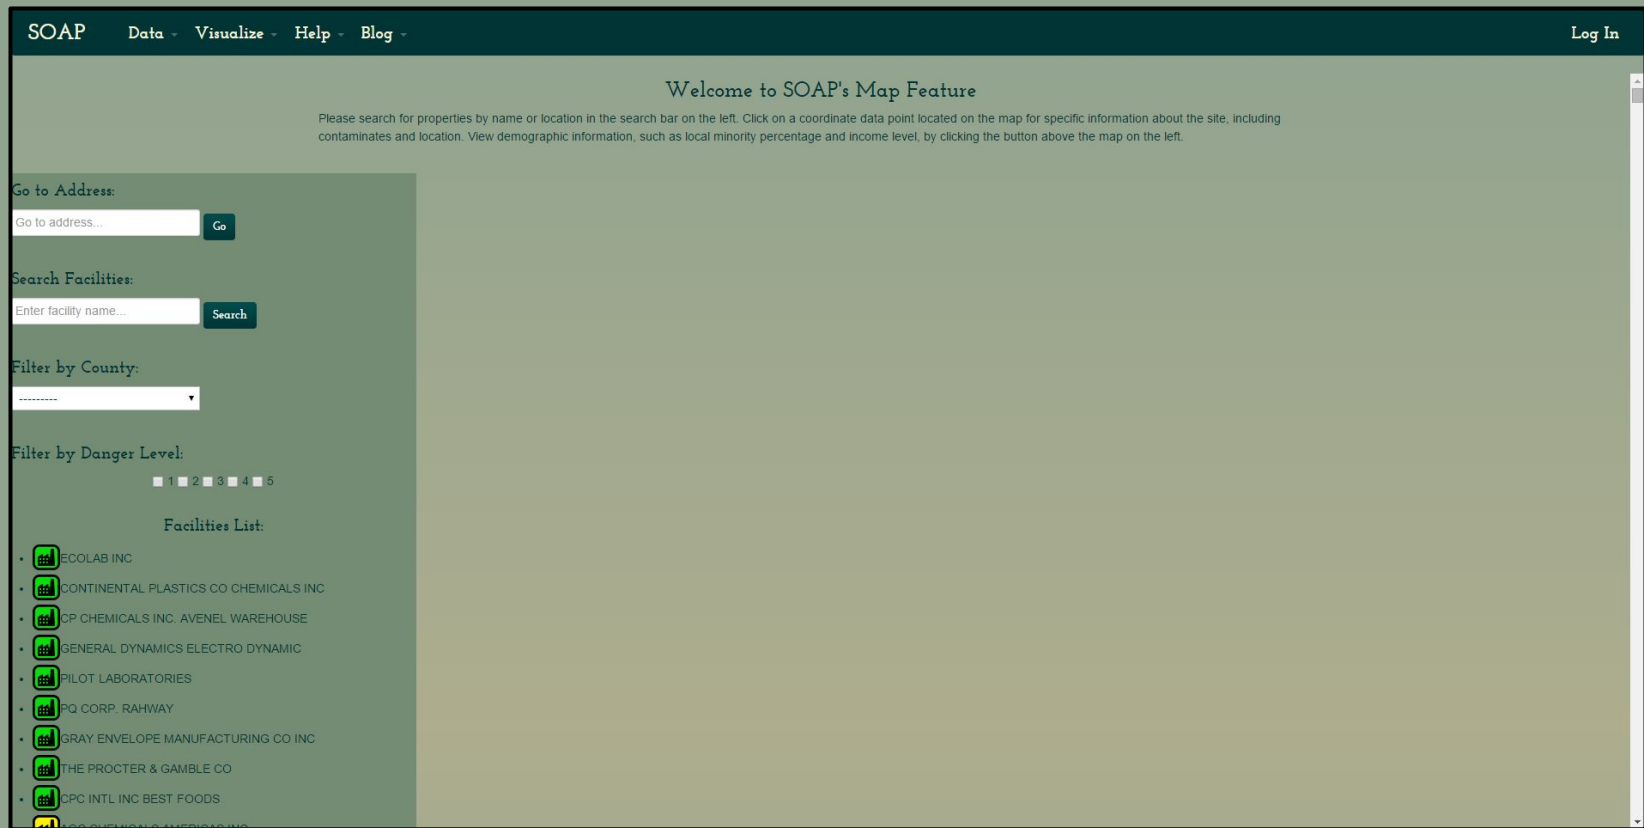 SOAP Data Visualize Help Blog Log In
Welcome to SOAP's Map Feature
Please search for properties by name or location in the search bar on the left. Click on a coordinate data point located on the map for specific information about the site, including
contaminates and location. View demographic information, such as local minority percentage and income level, by clicking the button above the map on the left.
Go to Address:
Go to address... Go
Search Facilities:
Enter facility name... Search
Filter by County:
---------
Filter by Danger Level:
1 2 3 4 5
Facilities List:
ECOLAB INC
CONTINENTAL PLASTICS CO CHEMICALS INC
CP CHEMICALS INC. AVENEL WAREHOUSE
GENERAL DYNAMICS ELECTRO DYNAMIC
PILOT LABORATORIES
PQ CORP. RAHWAY
GRAY ENVELOPE MANUFACTURING CO INC
THE PROCTER & GAMBLE CO
CPC INTL INC BEST FOODS
CHEMICALS AMERICAS INC